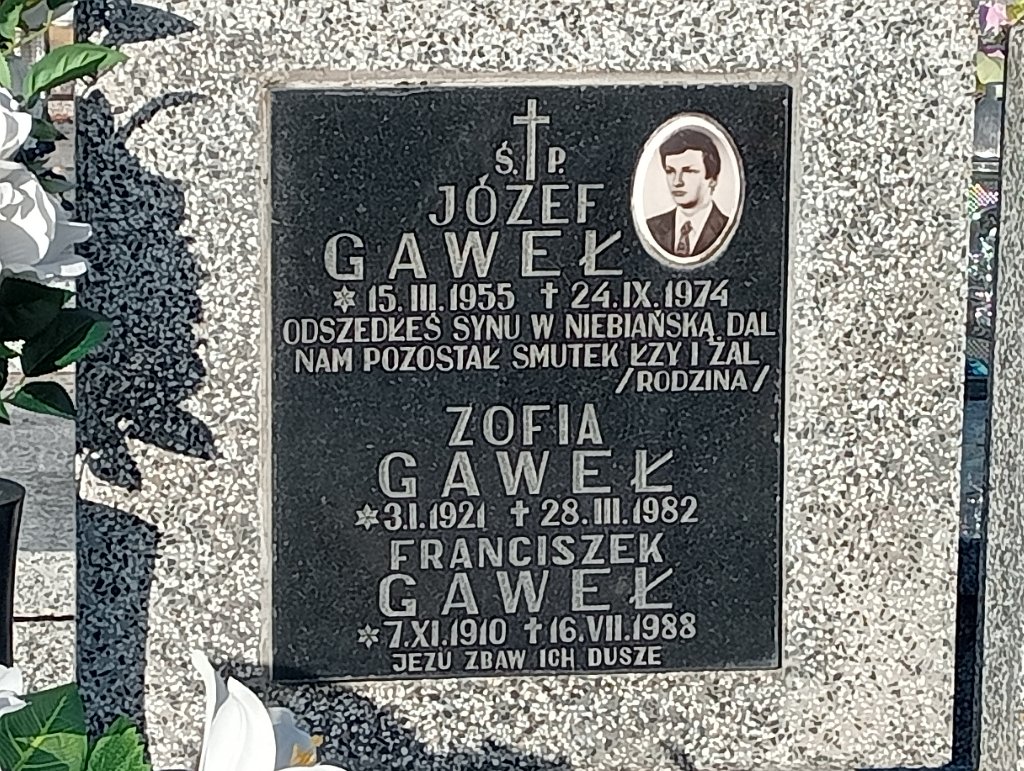 Ś. P.
JÓZEF
GAWEŁ
* 15.III.1955 † 24.IX.1974
ODSZEDŁEŚ SYNU W NIEBIAŃSKĄ DAL
NAM POZOSTAŁ SMUTEK ŁZY I ŻAL
/RODZINA/
ZOFIA
GAWEŁ
*3.I.1921 † 28.III.1982
FRANCISZEK
GAWEŁ
*7.XI.1910 †16.VII.1988
JEZU ZBAW ICH DUSZE